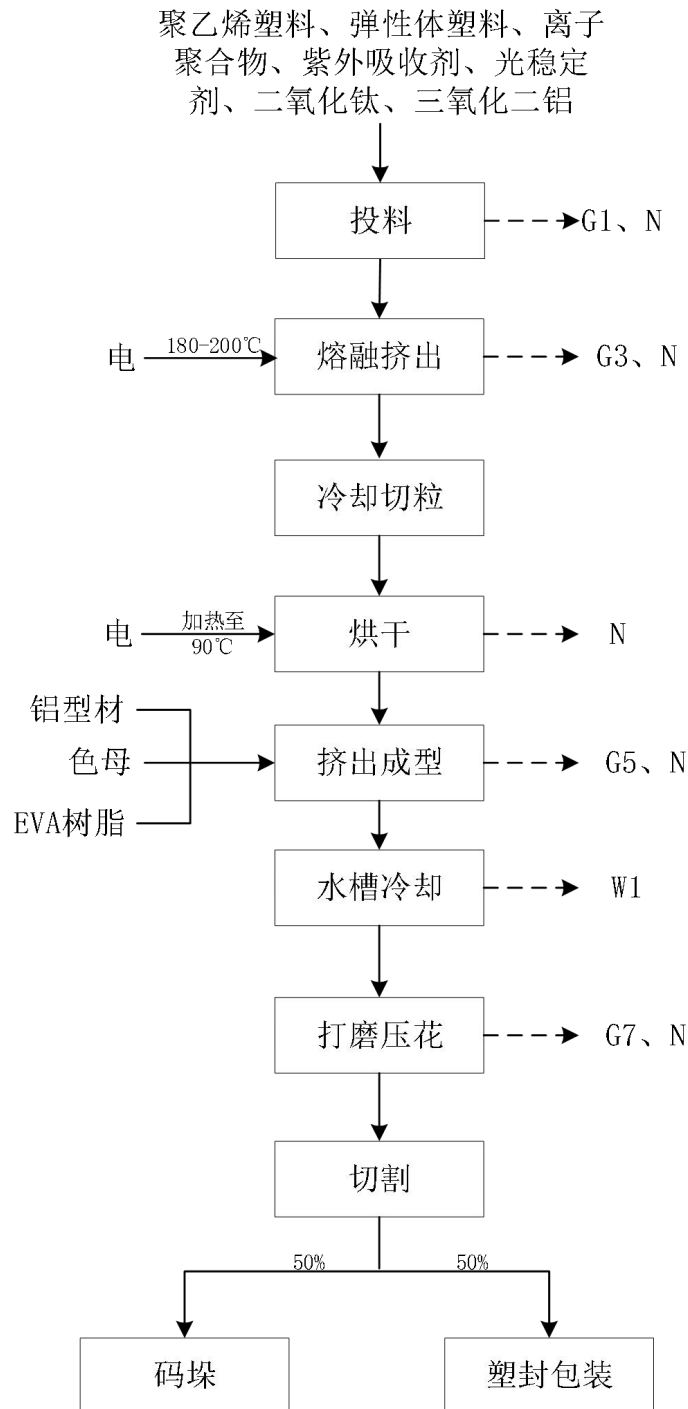 聚乙烯塑料、弹性体塑料、离子
聚合物、紫外吸收剂、光稳定
剂、二氧化钛、三氧化二铝
投料
G1、N
电
180-200℃
熔融挤出
G3、N
冷却切粒
电
加热至
90℃
烘干
N
铝型材
色母
EVA树脂
挤出成型
G5、N
水槽冷却
W1
打磨压花
G7、N
切割
50%
50%
码垛
塑封包装